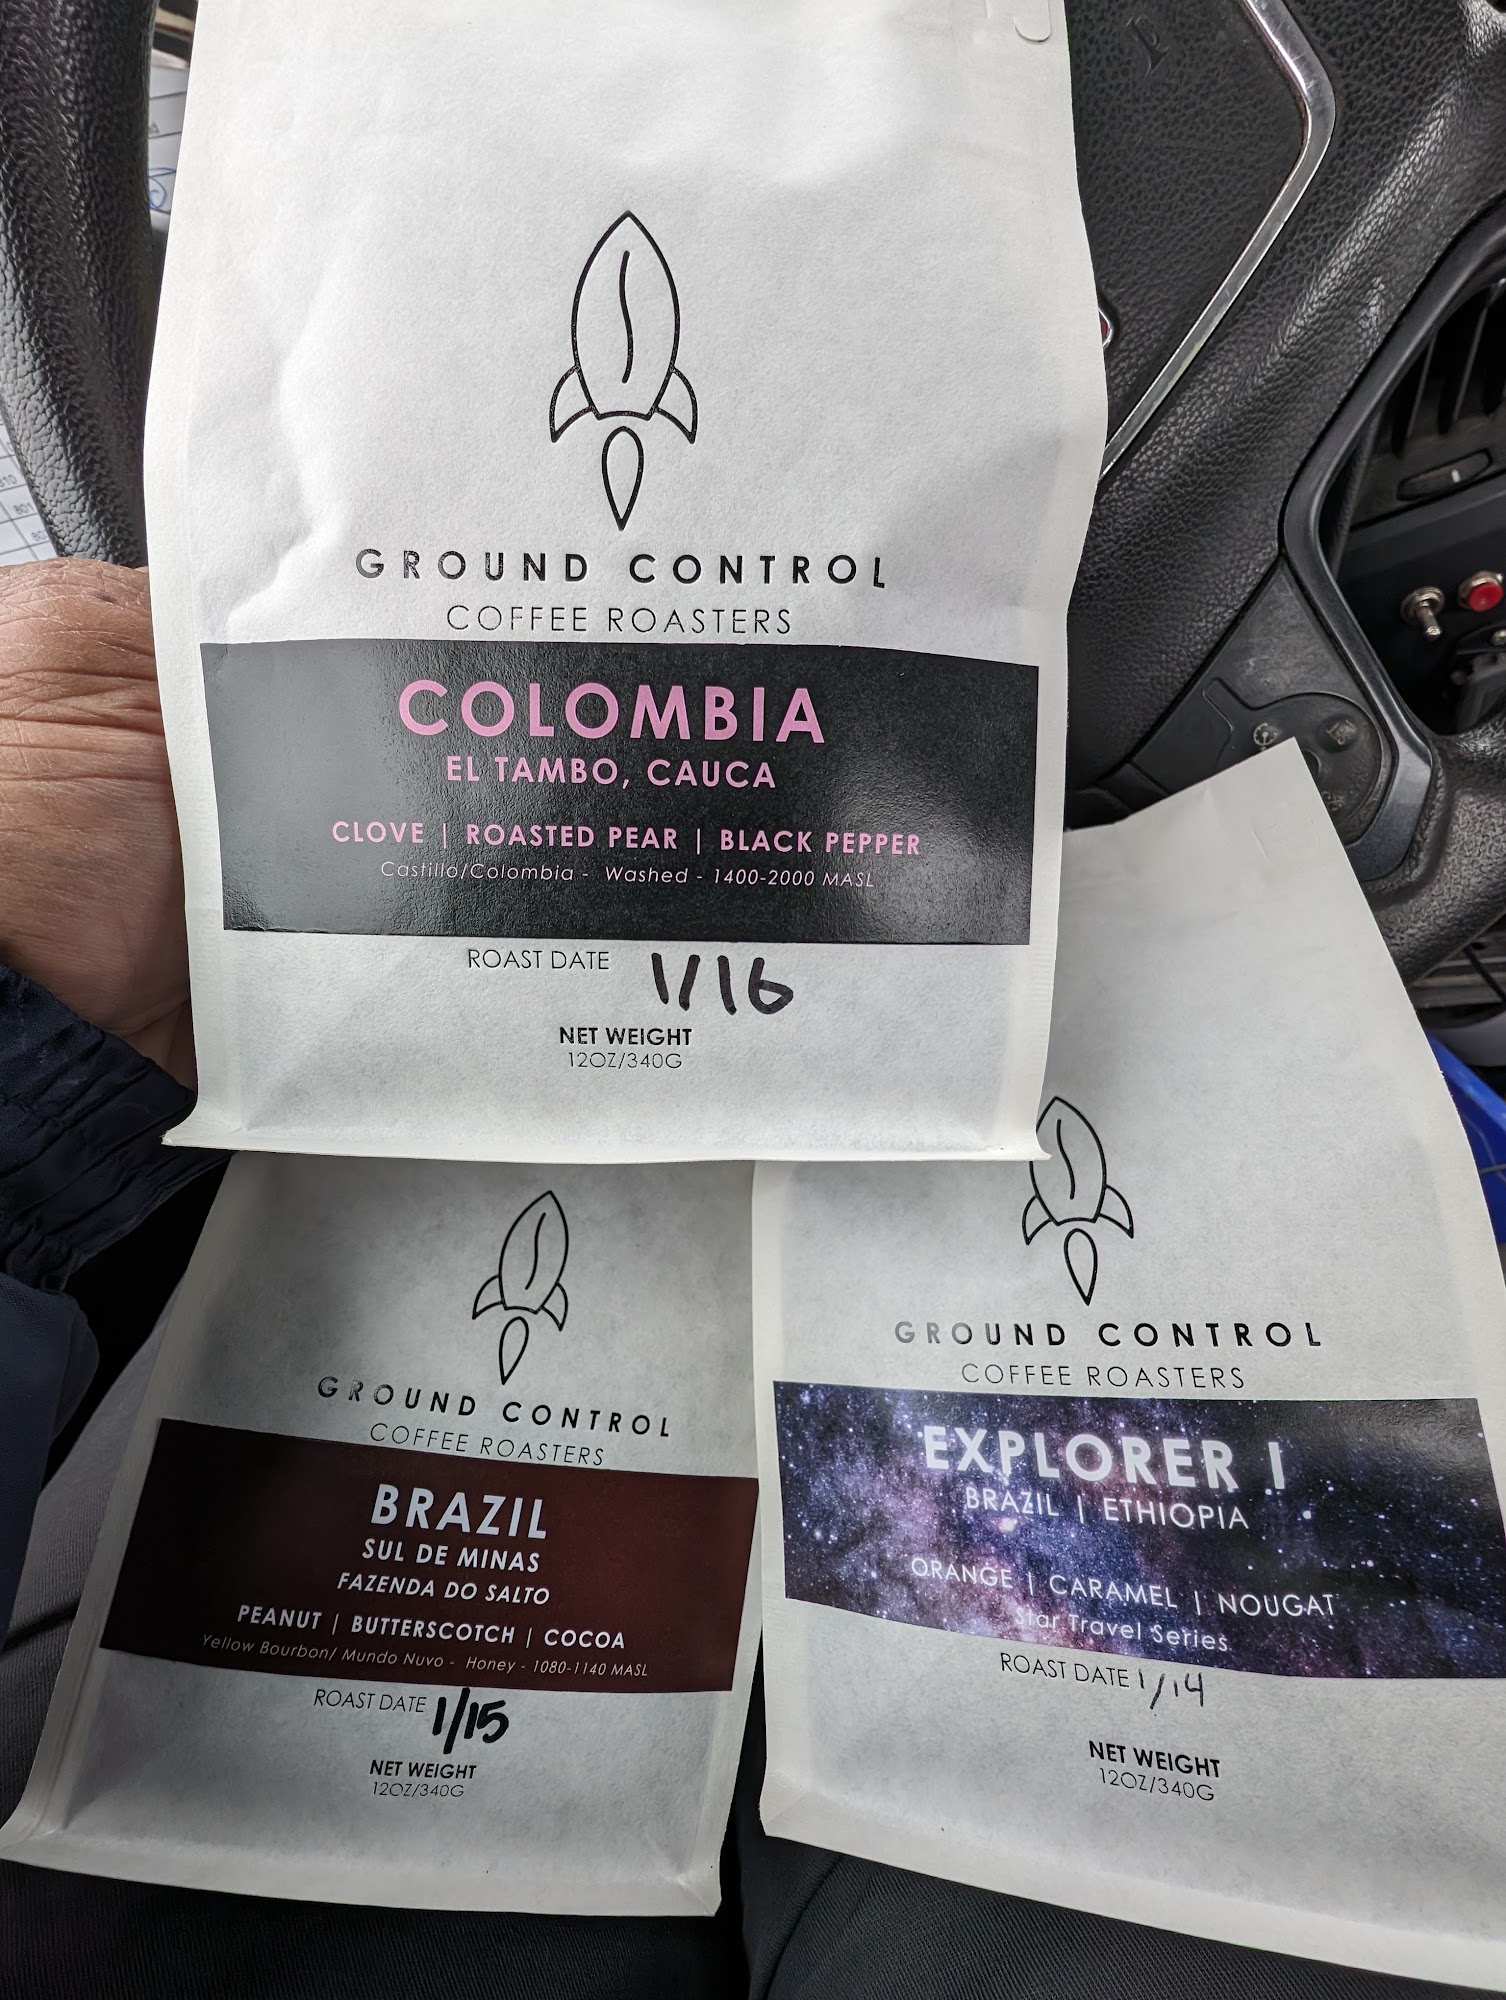 GROUND CONTROL
COFFEE ROASTERS
COLOMBIA
EL TAMBO, CAUCA
CLOVE | ROASTED PEAR | BLACK PEPPER
Castillo/Colombia - Washed - 1400-2000 MASL
ROAST DATE 1/16
NET WEIGHT
12OZ/340G
GROUND CONTROL
COFFEE ROASTERS
BRAZIL
SUL DE MINAS
FAZENDA DO SALTO
PEANUT | BUTTERSCOTCH | COCOA
Yellow Bourbon/ Mundo Nuvo - Honey - 1080-1140 MASL
ROAST DATE 1/15
NET WEIGHT
12OZ/340G
GROUND CONTROL
COFFEE ROASTERS
EXPLORER I
BRAZIL | ETHIOPIA
ORANGE | CARAMEL | NOUGAT
Star Travel Series
ROAST DATE 1/14
NET WEIGHT
12OZ/340G